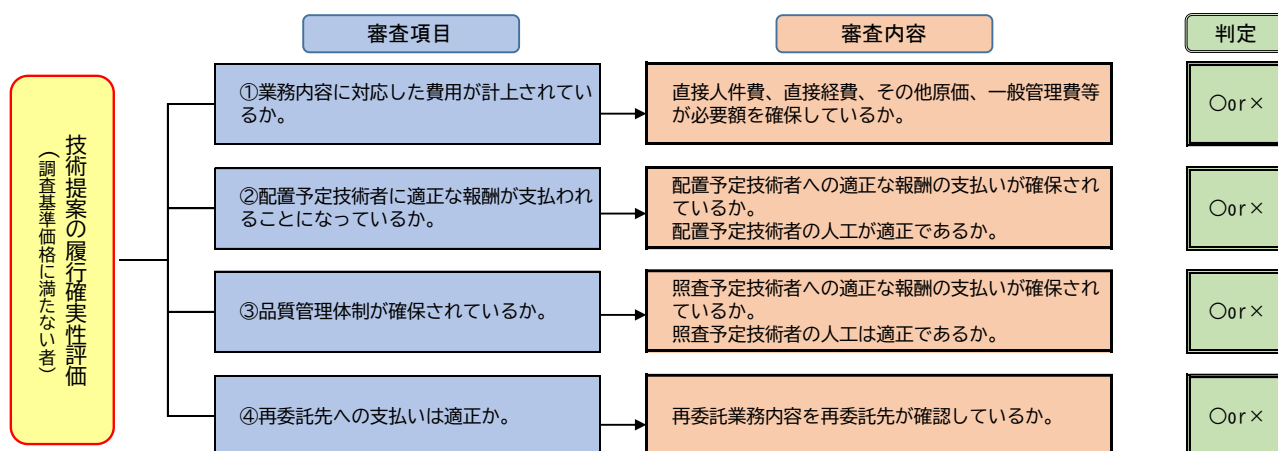 審査項目
審査内容
判定
技術提案の履行確実性評価
（調査基準価格に満たない者）
①業務内容に対応した費用が計上されてい
るか。
直接人件費、直接経費、その他原価、一般管理費等
が必要額を確保しているか。
〇or×
②配置予定技術者に適正な報酬が支払われ
ることになっているか。
配置予定技術者への適正な報酬の支払いが確保され
ているか。
配置予定技術者の人工が適正であるか。
〇or×
③品質管理体制が確保されているか。
照査予定技術者への適正な報酬の支払いが確保され
ているか。
照査予定技術者の人工は適正であるか。
〇or×
④再委託先への支払いは適正か。
再委託業務内容を再委託先が確認しているか。
〇or×